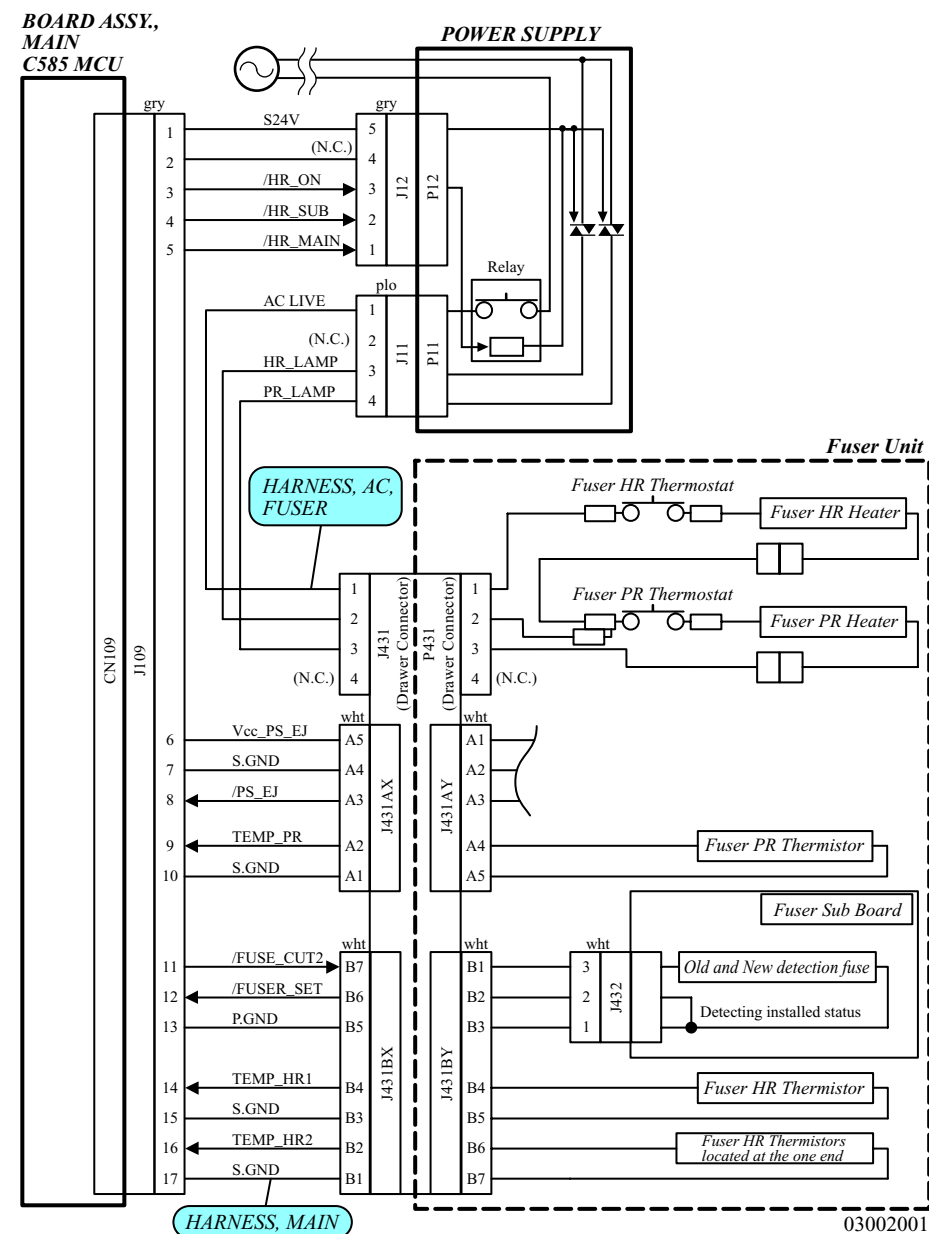 BOARD ASSY.,
MAIN
C585 MCU
POWER SUPPLY
gry
gry
1
S24V
5
2
(N.C.)
4
3
/HR_ON
3
4
/HR_SUB
2
5
/HR_MAIN
1
J12
P12
Relay
plo
AC LIVE
1
(N.C.)
2
HR_LAMP
3
PR_LAMP
4
J11
P11
Fuser Unit
HARNESS, AC,
FUSER
Fuser HR Thermostat
Fuser HR Heater
Fuser PR Thermostat
Fuser PR Heater
1
2
3
(N.C.)
4
J431
(Drawer Connector)
P431
(Drawer Connector)
1
2
3
4
(N.C.)
CN109
J109
wht
wht
6
Vcc_PS_EJ
A5
A1
7
S.GND
A4
A2
8
/PS_EJ
A3
A3
9
TEMP_PR
A2
A4
Fuser PR Thermistor
10
S.GND
A1
A5
J431AX
J431AY
Fuser Sub Board
wht
wht
wht
11
/FUSE_CUT2
B7
B1
3
Old and New detection fuse
12
/FUSER_SET
B6
B2
2
Detecting installed status
13
P.GND
B5
B3
1
J432
J431BX
J431BY
14
TEMP_HR1
B4
B4
Fuser HR Thermistor
15
S.GND
B3
B5
16
TEMP_HR2
B2
B6
Fuser HR Thermistors
located at the one end
17
S.GND
B1
B7
HARNESS, MAIN
03002001